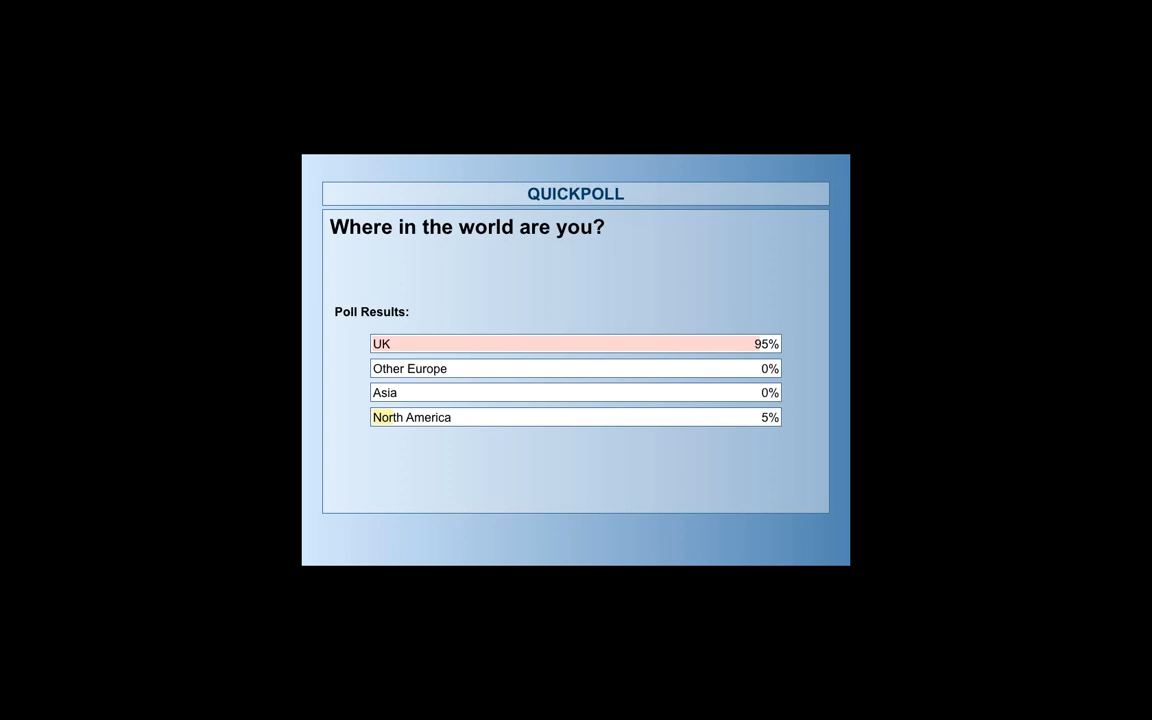 QUICKPOLL
Where in the world are you?
Poll Results:
UK 95%
Other Europe 0%
Asia 0%
North America 5%